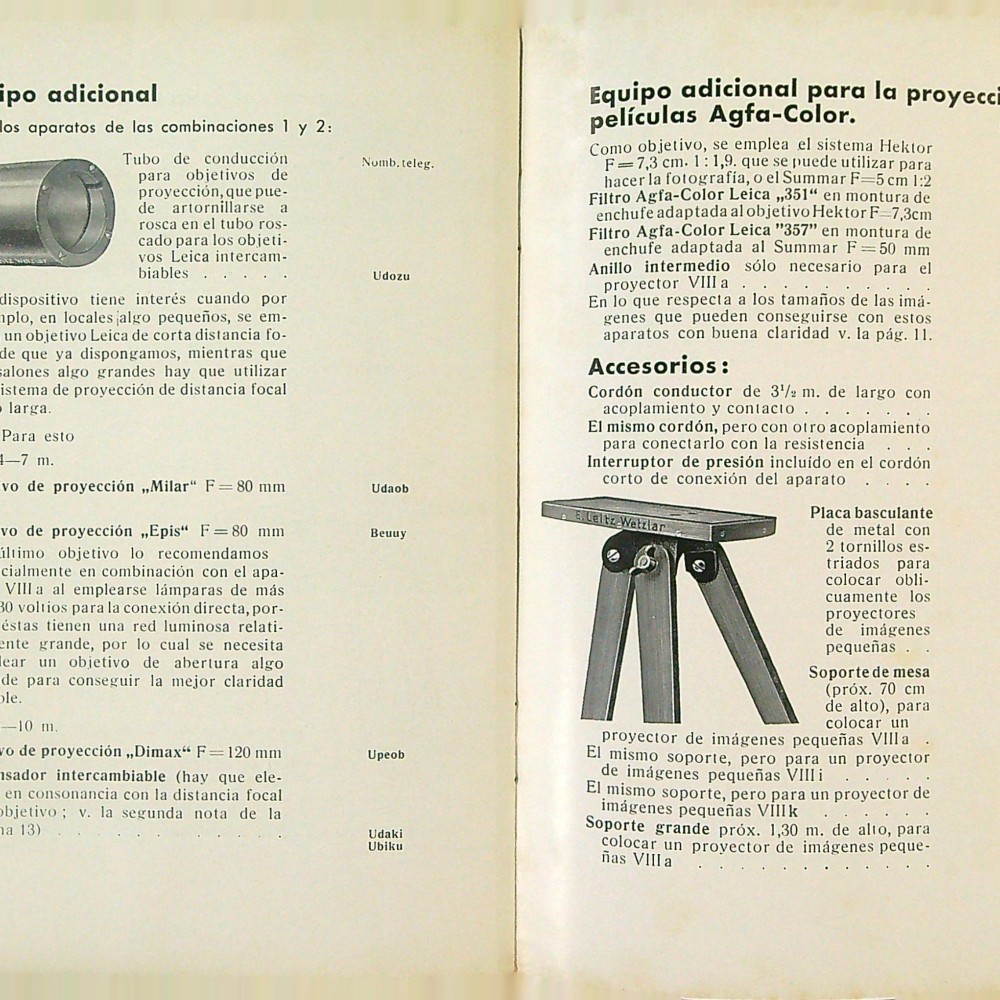 ipo adicional
los aparatos de las combinaciones 1 y 2:
Tubo de conducción
para objetivos de
proyección, que pue-
de artornillarse a
rosca en el tubo ros-
cado para los objeti-
vos Leica intercam-
biables . . . . .
Numb. teleg.
Udozu
dispositivo tiene interés cuando por
plo, en locales algo pequeños, se em-
un objetivo Leica de corta distancia fo-
de que ya dispongamos, mientras que
salones algo grandes hay que utilizar
istema de proyección de distancia focal
larga.
Para esto
4—7 m.
vo de proyección „Milar“ F = 80 mm
Udaob
vo de proyección „Epis“ F = 80 mm
Beuuy
último objetivo lo recomendamos
cialmente en combinación con el apa-
VIII a al emplearse lámparas de más
30 voltios para la conexión directa, por-
éstas tienen una red luminosa relati-
ente grande, por lo cual se necesita
lear un objetivo de abertura algo
de para conseguir la mejor claridad
ble.
—10 m.
vo de proyección „Dimax“ F = 120 mm
Upeob
nsador intercambiable (hay que ele-
en consonancia con la distancia focal
objetivo; v. la segunda nota de la
na 13) . . . . . . .
Udaki
Ubiku
Equipo adicional para la proyecci
películas Agfa-Color.
Como objetivo, se emplea el sistema Hektor
F = 7,3 cm. 1 : 1,9. que se puede utilizar para
hacer la fotografía, o el Summar F = 5 cm 1:2
Filtro Agfa-Color Leica „351“ en montura de
enchufe adaptada al objetivo Hektor F = 7,3cm
Filtro Agfa-Color Leica "357" en montura de
enchufe adaptada al Summar F = 50 mm
Anillo intermedio sólo necesario para el
proyector VIII a . . . . . . . . . .
En lo que respecta a los tamaños de las imá-
genes que pueden conseguirse con estos
aparatos con buena claridad v. la pág. 11.
Accesorios:
Cordón conductor de 3½ m. de largo con
acoplamiento y contacto . . . . . . .
El mismo cordón, pero con otro acoplamiento
para conectarlo con la resistencia . . .
Interruptor de presión incluído en el cordón
corto de conexión del aparato . . . .
E. Leitz Wetzlar
Placa basculante
de metal con
2 tornillos es-
triados para
colocar obli-
cuamente los
proyectores
de imágenes
pequeñas . .
Soporte de mesa
(próx. 70 cm
de alto), para
colocar un
proyector de imágenes pequeñas VIII a .
El mismo soporte, pero para un proyector
de imágenes pequeñas VIII i . . . . .
El mismo soporte, pero para un proyector de
imágenes pequeñas VIII k . . . . . .
Soporte grande próx. 1,30 m. de alto, para
colocar un proyector de imágenes peque-
ñas VIII a . . . . . . . . . . . .